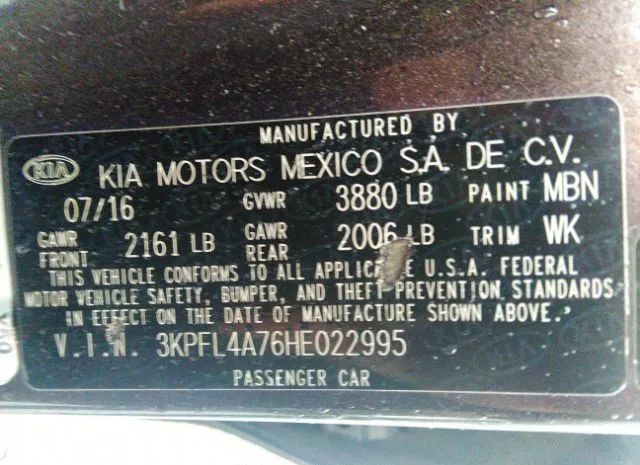 MANUFACTURED BY
KIA KIA MOTORS MEXICO S.A. DE C.V.
07/16 GVWR 3880 LB PAINT MBN
GAWR FRONT 2161 LB GAWR REAR 2006 LB TRIM WK
THIS VEHICLE CONFORMS TO ALL APPLICABLE U.S.A. FEDERAL
MOTOR VEHICLE SAFETY, BUMPER, AND THEFT PREVENTION STANDARDS
IN EFFECT ON THE DATE OF MANUFACTURE SHOWN ABOVE.
V.I.N. 3KPFL4A76HE022995
PASSENGER CAR